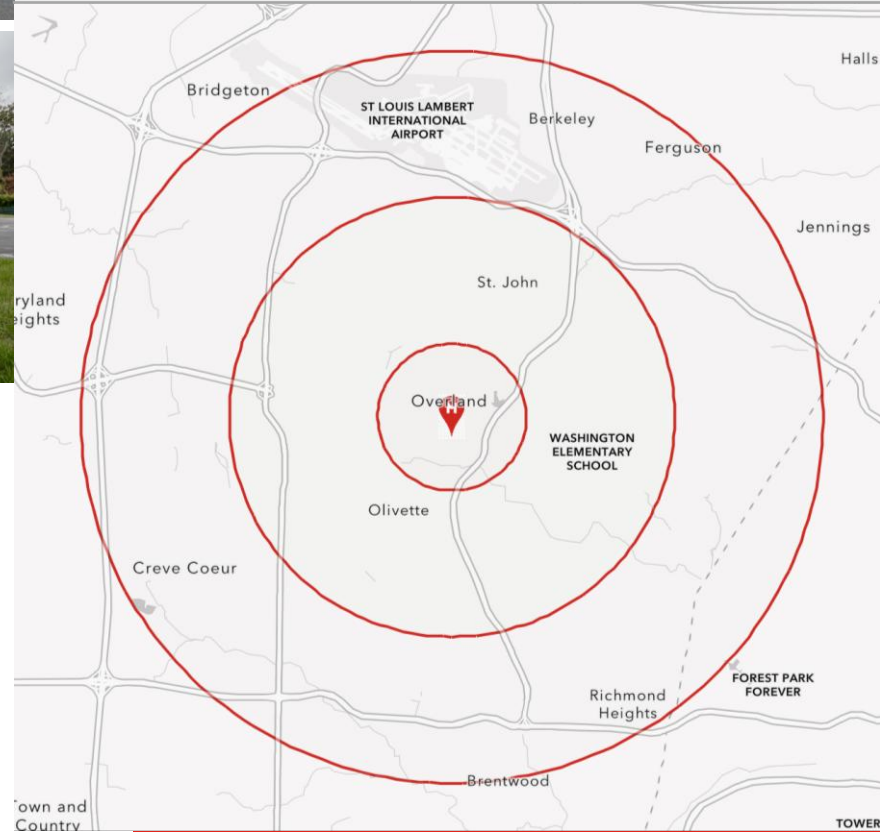 Halls
Bridgeton
ST LOUIS LAMBERT
INTERNATIONAL
AIRPORT
Berkeley
Ferguson
Jennings
St. John
ryland
eights
Overland
WASHINGTON
ELEMENTARY
SCHOOL
Olivette
Creve Coeur
FOREST PARK
FOREVER
Richmond
Heights
Brentwood
Town and
Country
TOWER